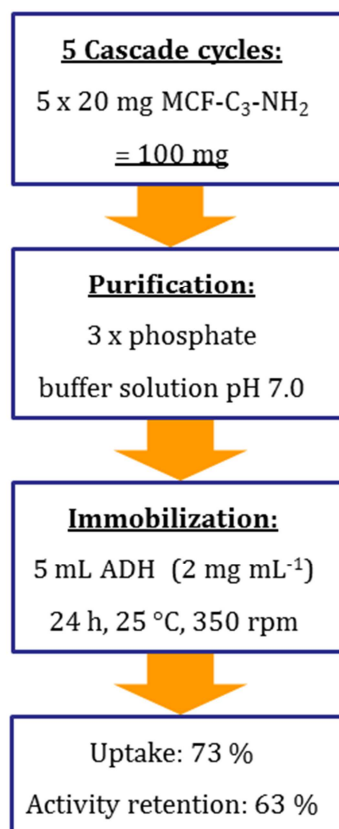 5 Cascade cycles:
5 x 20 mg MCF-C₃-NH₂
= 100 mg
Purification:
3 x phosphate
buffer solution pH 7.0
Immobilization:
5 mL ADH (2 mg mL⁻¹)
24 h, 25 °C, 350 rpm
Uptake: 73 %
Activity retention: 63 %